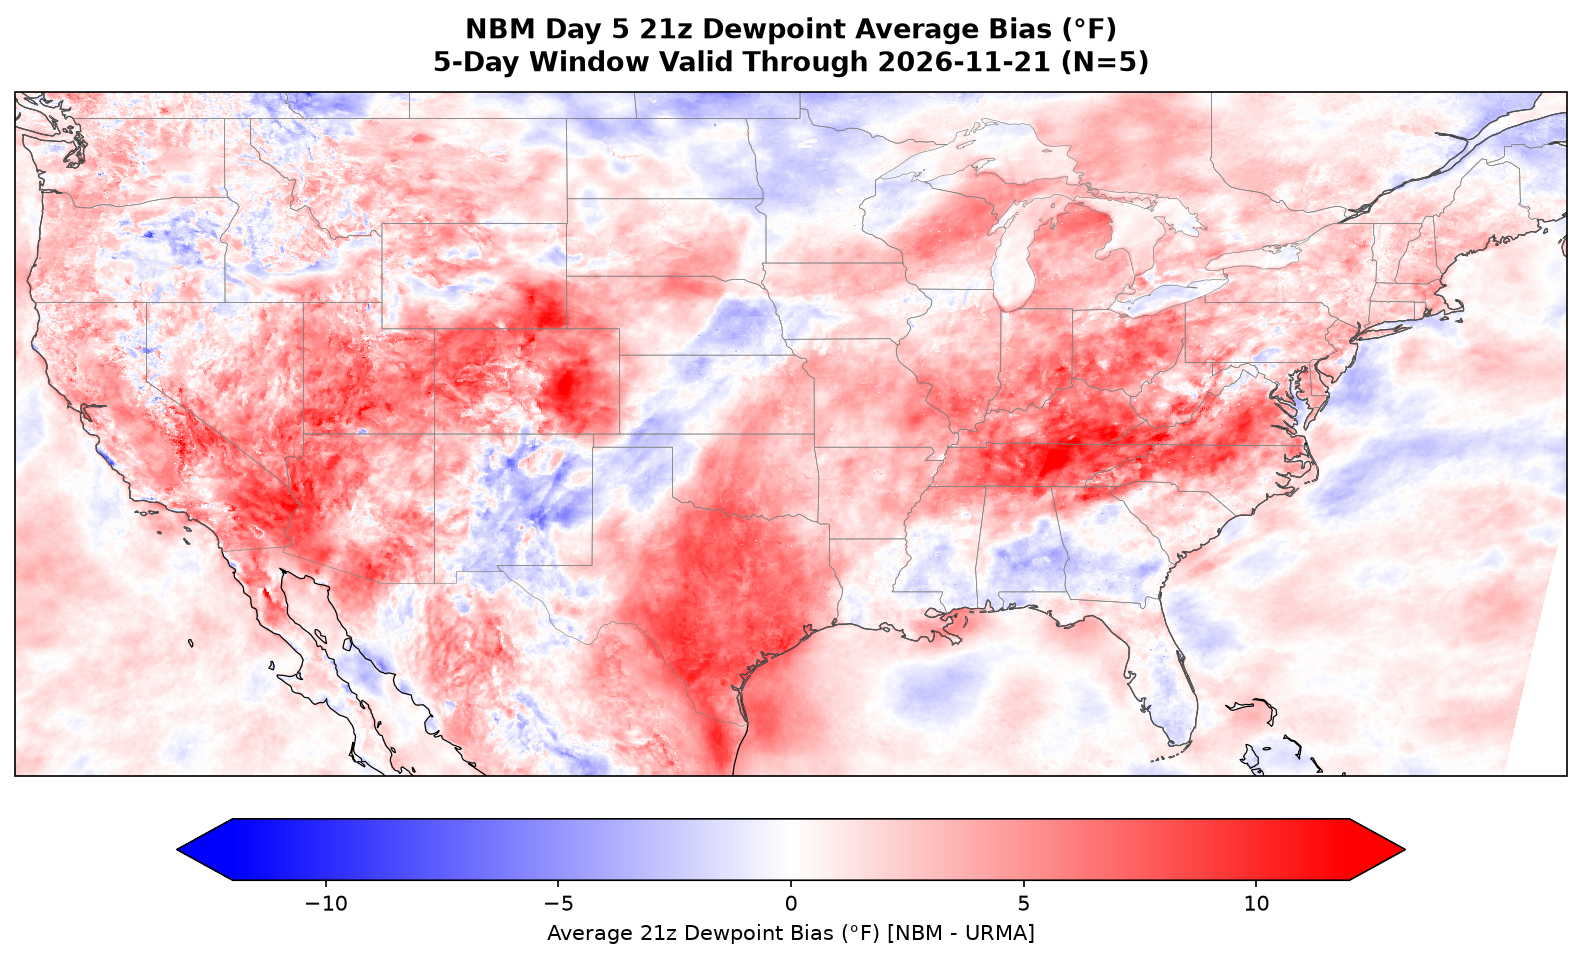 NBM Day 5 21z Dewpoint Average Bias (°F)
5-Day Window Valid Through 2026-11-21 (N=5)
−10 −5 0 5 10
Average 21z Dewpoint Bias (°F) [NBM - URMA]